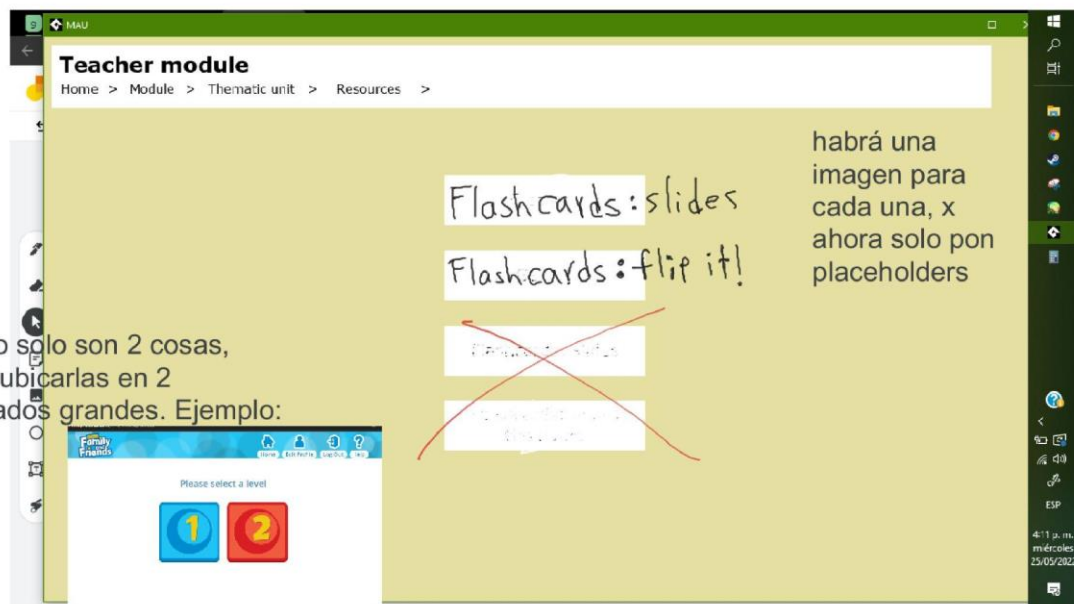 g
MAU
Teacher module
Home > Module > Thematic unit > Resources >
habrá una
imagen para
cada una, x
ahora solo pon
placeholders
Flashcards: slides
Flashcards: flip it!
o solo son 2 cosas,
ubicarlas en 2
ados grandes. Ejemplo:
Family and Friends
Home Edit Profile Log Out Help
Please select a level
1 2
ESP
4:11 p. m.
miércoles
25/05/2022